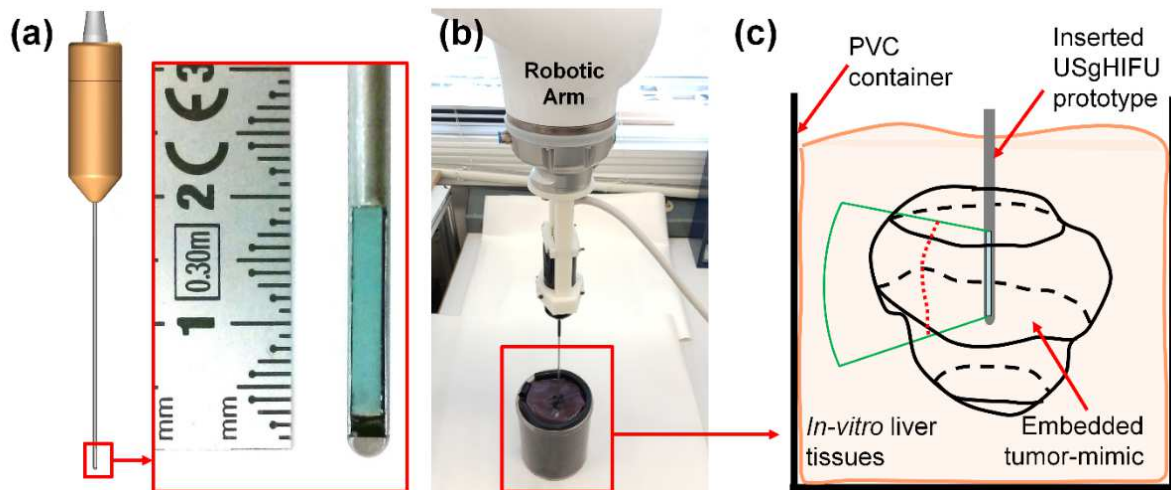 (a)
mm
1
2
3
0.30m
mm
(b)
Robotic
Arm
(c)
PVC
container
Inserted
USgHIFU
prototype
In-vitro liver
tissues
Embedded
tumor-mimic